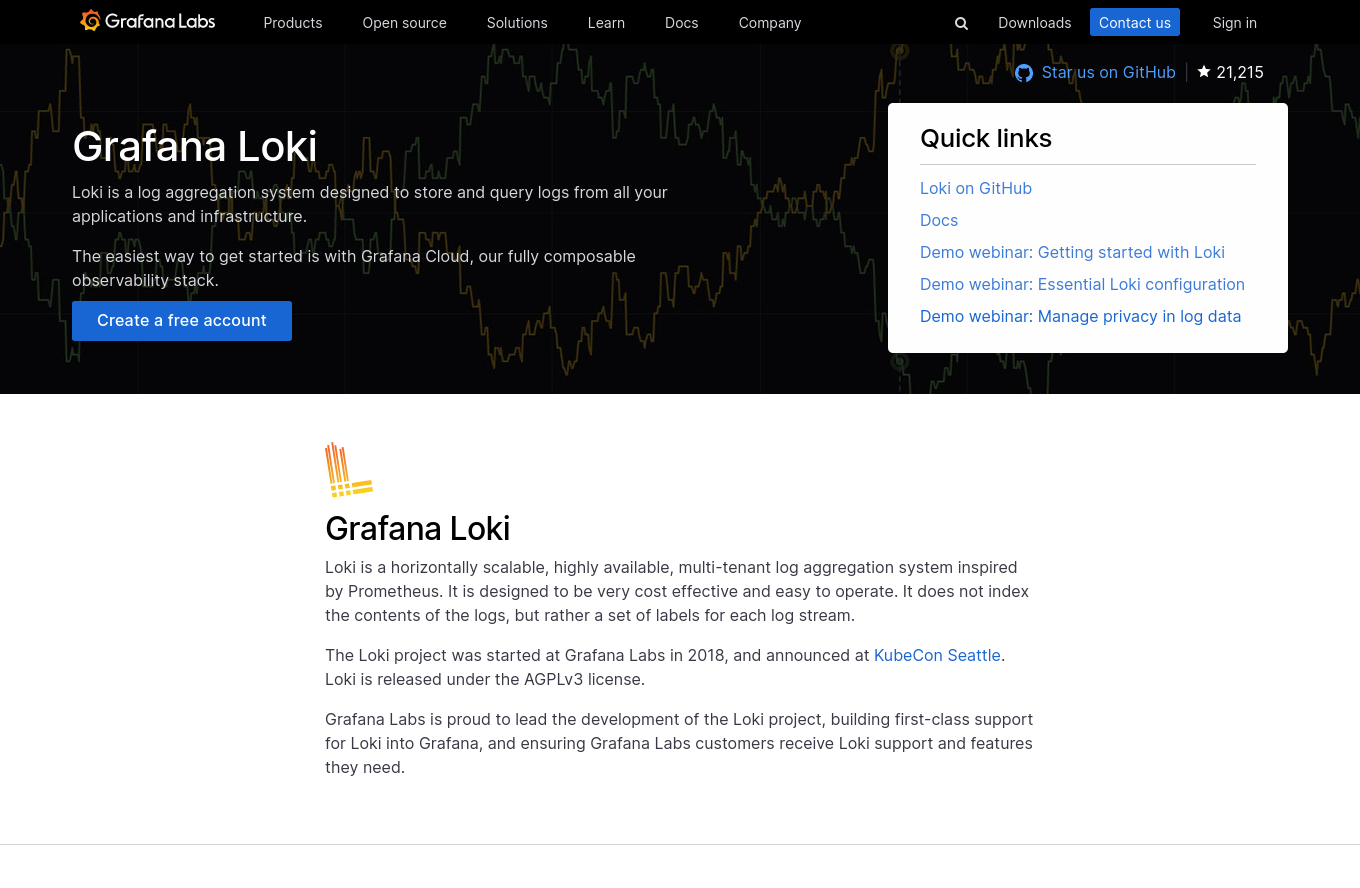 Grafana Labs
Products
Open source
Solutions
Learn
Docs
Company
Downloads
Contact us
Sign in
Star us on GitHub
21,215
Grafana Loki
Loki is a log aggregation system designed to store and query logs from all your
applications and infrastructure.
The easiest way to get started is with Grafana Cloud, our fully composable
observability stack.
Create a free account
Quick links
Loki on GitHub
Docs
Demo webinar: Getting started with Loki
Demo webinar: Essential Loki configuration
Demo webinar: Manage privacy in log data
Grafana Loki
Loki is a horizontally scalable, highly available, multi-tenant log aggregation system inspired
by Prometheus. It is designed to be very cost effective and easy to operate. It does not index
the contents of the logs, but rather a set of labels for each log stream.
The Loki project was started at Grafana Labs in 2018, and announced at KubeCon Seattle.
Loki is released under the AGPLv3 license.
Grafana Labs is proud to lead the development of the Loki project, building first-class support
for Loki into Grafana, and ensuring Grafana Labs customers receive Loki support and features
they need.